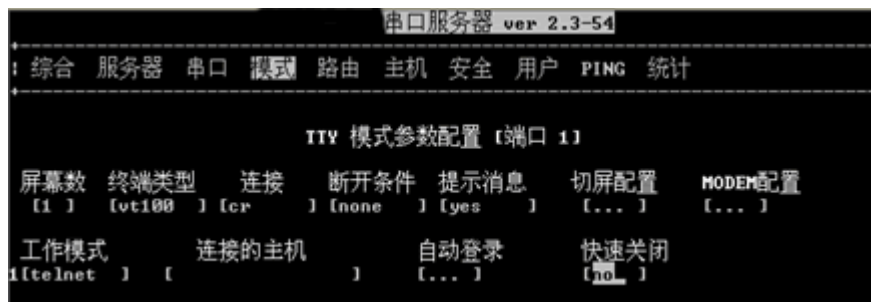 串口服务器 ver 2.3-54
综合 服务器 串口 模式 路由 主机 安全 用户 PING 统计
TTY 模式参数配置 [端口 1]
屏幕数 终端类型 连接 断开条件 提示消息 切屏配置 MODEM配置
[1 ] [vt100 ] [cr ] [none ] [yes ] [... ] [... ]
工作模式 连接的主机 自动登录 快速关闭
1[telnet ] [ ] [... ] [no_ ]